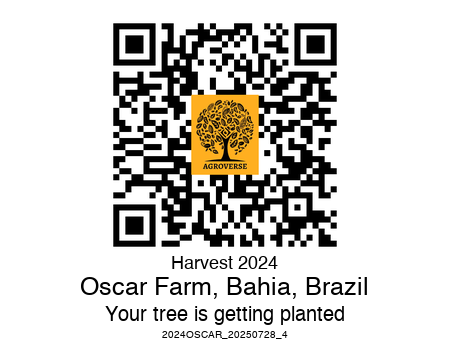 AGROVERSE
Harvest 2024
Oscar Farm, Bahia, Brazil
Your tree is getting planted
2024OSCAR_20250728_4